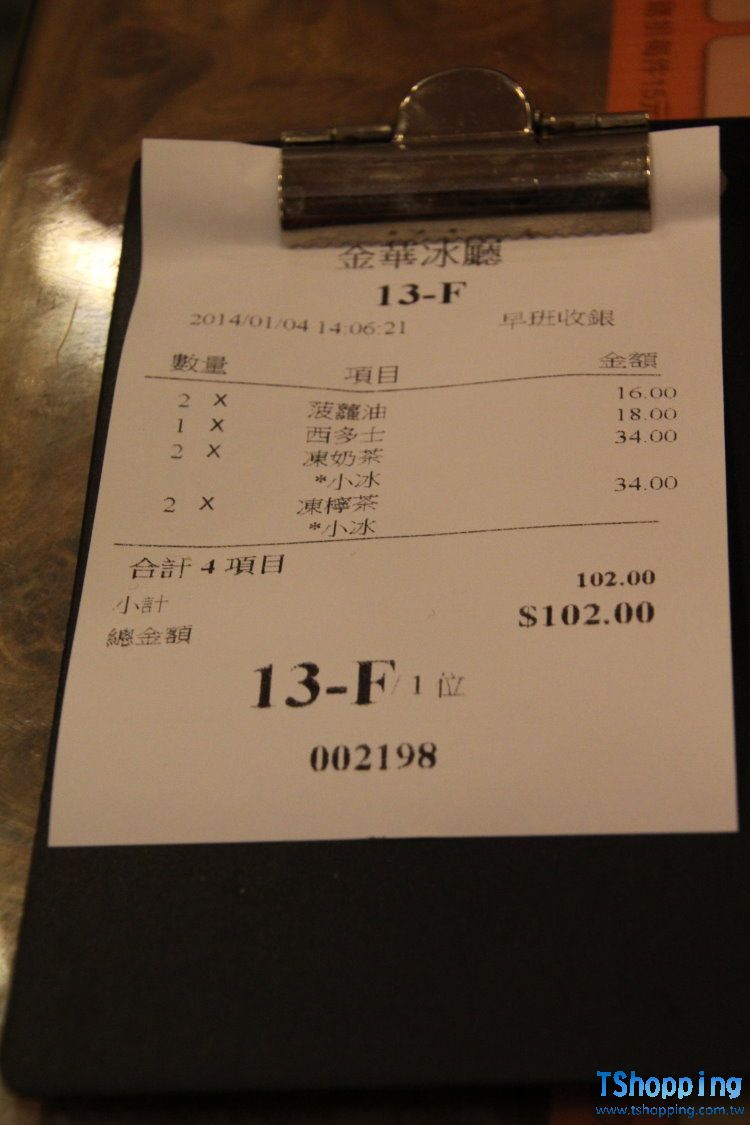 金華冰廳
13-F
2014/01/04 14:06:21 早班收銀
數量 項目 金額
2 X 菠蘿油 16.00
1 X 西多士 18.00
2 X 凍奶茶 34.00
*小冰
2 X 凍檸茶 34.00
*小冰
合計 4 項目
小計 102.00
總金額 $102.00
13-F/1 位
002198
TShopping
www.tshopping.com.tw